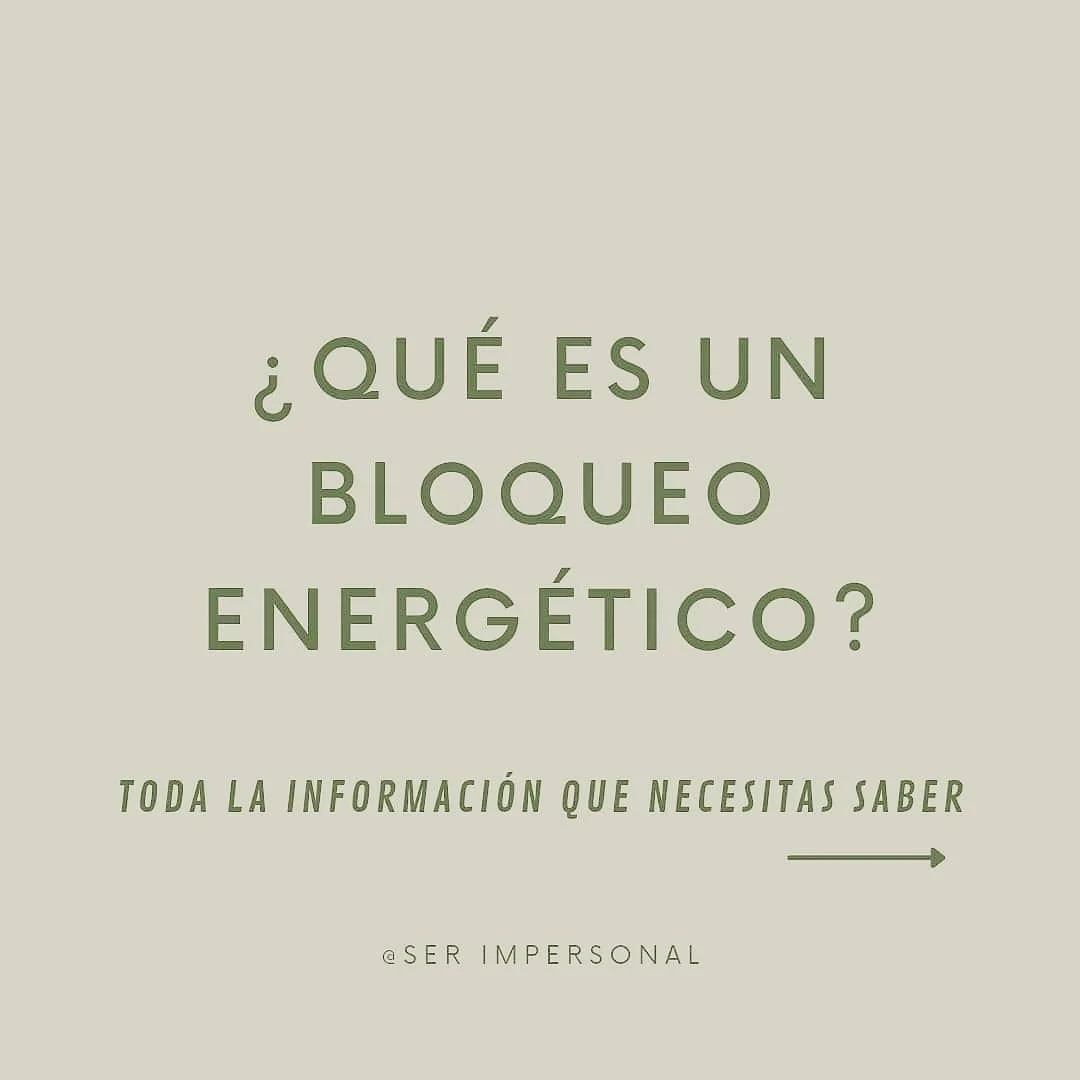 ¿QUÉ ES UN
BLOQUEO
ENERGÉTICO?
TODA LA INFORMACIÓN QUE NECESITAS SABER
@SER IMPERSONAL